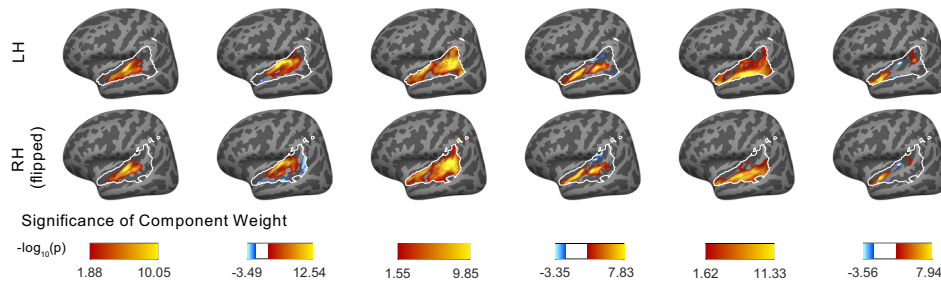 LH
RH
(flipped)
Significance of Component Weight
-log10(p)
1.88 10.05 -3.49 12.54 1.55 9.85 -3.35 7.83 1.62 11.33 -3.56 7.94